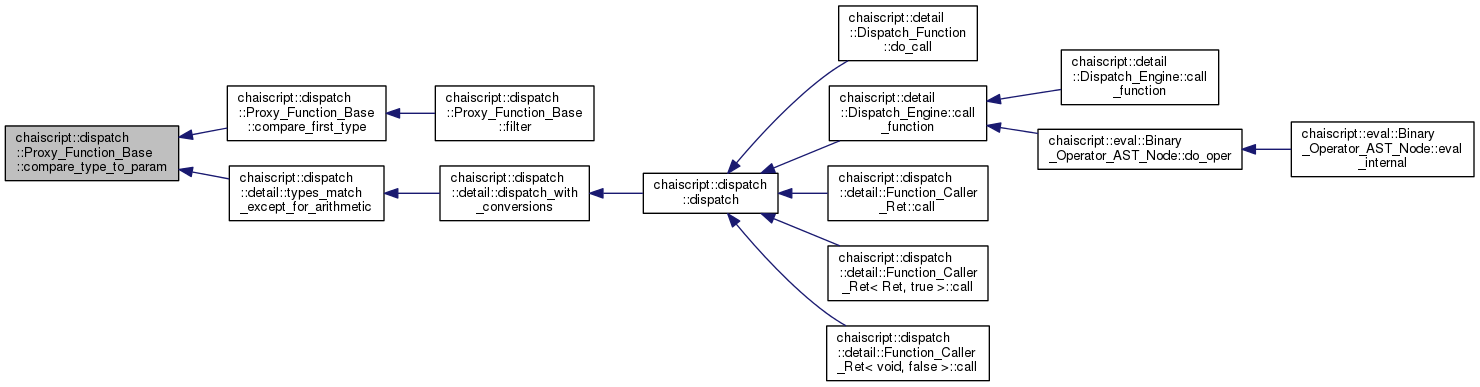 chaiscript::dispatch
::Proxy_Function_Base
::compare_type_to_param
chaiscript::dispatch
::Proxy_Function_Base
::compare_first_type
chaiscript::dispatch
::Proxy_Function_Base
::filter
chaiscript::dispatch
::detail::types_match
_except_for_arithmetic
chaiscript::dispatch
::detail::dispatch_with
_conversions
chaiscript::dispatch
::dispatch
chaiscript::detail
::Dispatch_Function
::do_call
chaiscript::detail
::Dispatch_Engine::call
_function
chaiscript::detail
::Dispatch_Engine::call
_function
chaiscript::eval::Binary
_Operator_AST_Node::do_oper
chaiscript::eval::Binary
_Operator_AST_Node::eval
_internal
chaiscript::dispatch
::detail::Function_Caller
_Ret::call
chaiscript::dispatch
::detail::Function_Caller
_Ret< Ret, true >::call
chaiscript::dispatch
::detail::Function_Caller
_Ret< void, false >::call